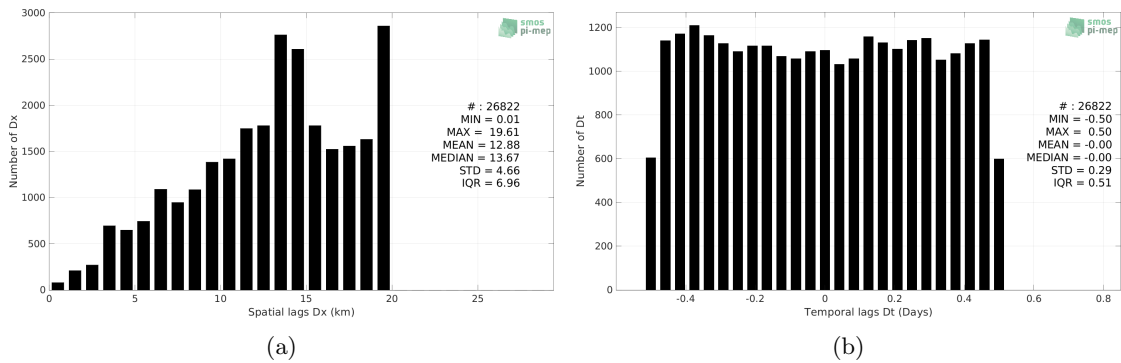 3000
2500
2000
1500
1000
500
0
Number of Dx
0 5 10 15 20 25
Spatial lags Dx (km)
smos
pi-mep
# : 26822
MIN = 0.01
MAX = 19.61
MEAN = 12.88
MEDIAN = 13.67
STD = 4.66
IQR = 6.96
(a)
1200
1000
800
600
400
200
0
Number of Dt
-0.4 -0.2 0 0.2 0.4 0.6 0.8
Temporal lags Dt (Days)
smos
pi-mep
# : 26822
MIN = -0.50
MAX = 0.50
MEAN = -0.00
MEDIAN = -0.00
STD = 0.29
IQR = 0.51
(b)